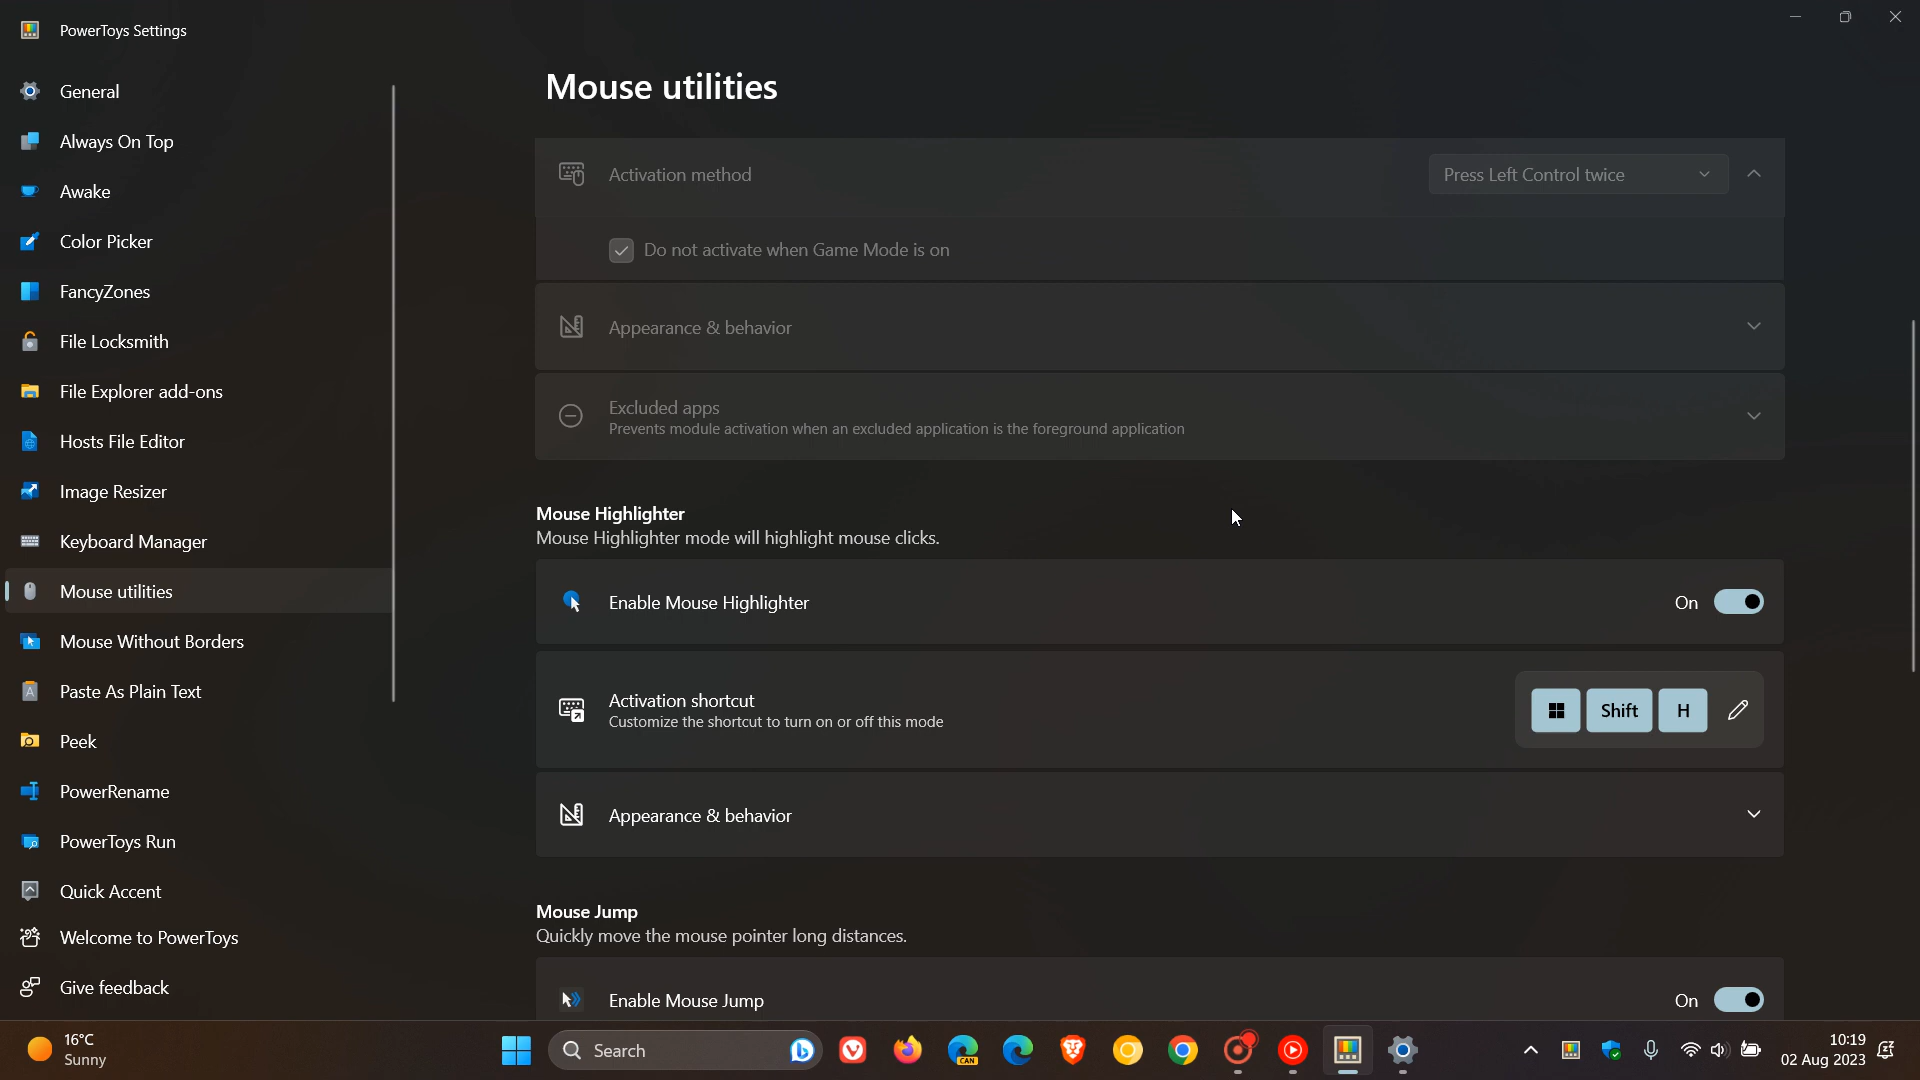 PowerToys Settings
General
Always On Top
Awake
Color Picker
FancyZones
File Locksmith
File Explorer add-ons
Hosts File Editor
Image Resizer
Keyboard Manager
Mouse utilities
Mouse Without Borders
Paste As Plain Text
Peek
PowerRename
PowerToys Run
Quick Accent
Welcome to PowerToys
Give feedback
Mouse utilities
Activation method
Press Left Control twice
Do not activate when Game Mode is on
Appearance & behavior
Excluded apps
Prevents module activation when an excluded application is the foreground application
Mouse Highlighter
Mouse Highlighter mode will highlight mouse clicks.
Enable Mouse Highlighter
On
Activation shortcut
Customize the shortcut to turn on or off this mode
Shift
H
Appearance & behavior
Mouse Jump
Quickly move the mouse pointer long distances.
Enable Mouse Jump
On
16°C
Sunny
Search
CAN
10:19
02 Aug 2023